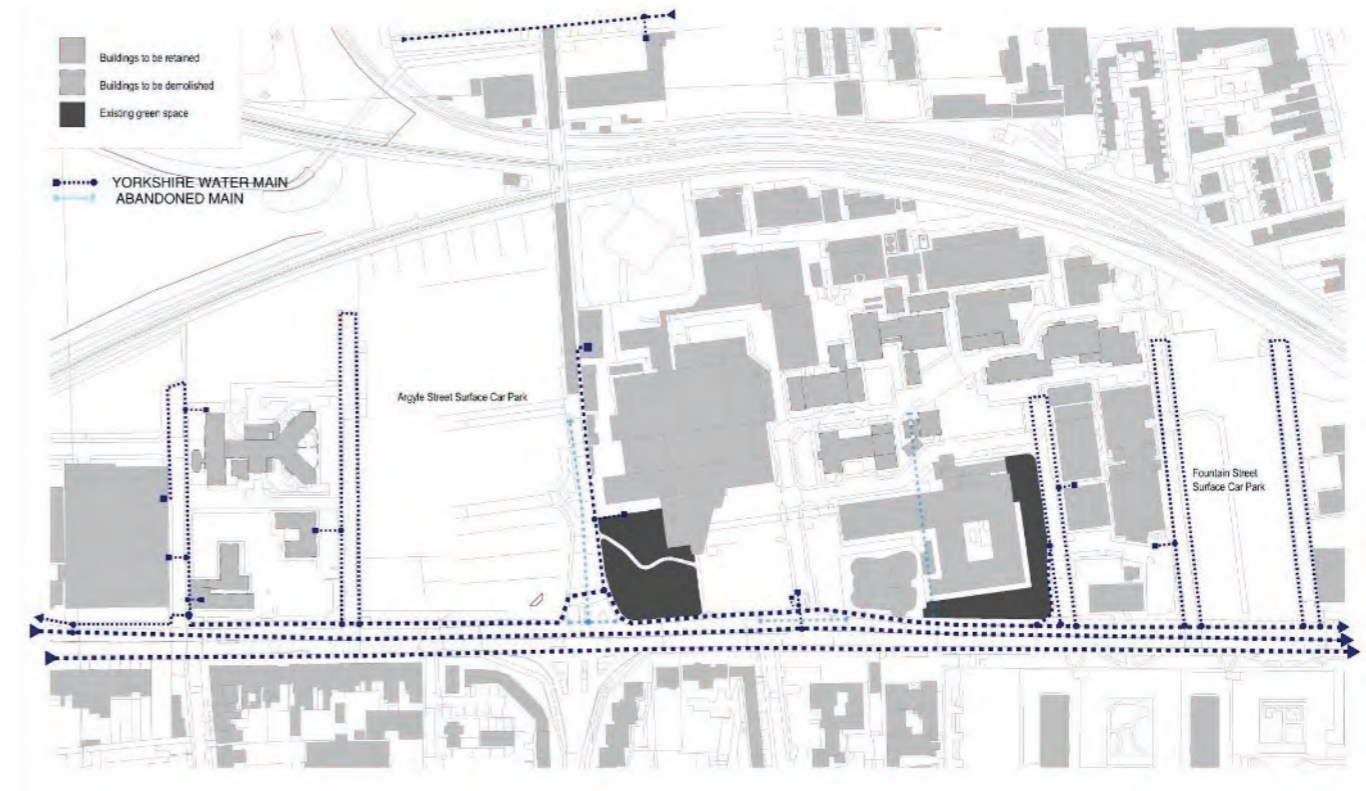 Buildings to be retained
Buildings to be demolished
Existing green space
YORKSHIRE WATER MAIN
ABANDONED MAIN
Argyle Street Surface Car Park
Fountain Street
Surface Car Park